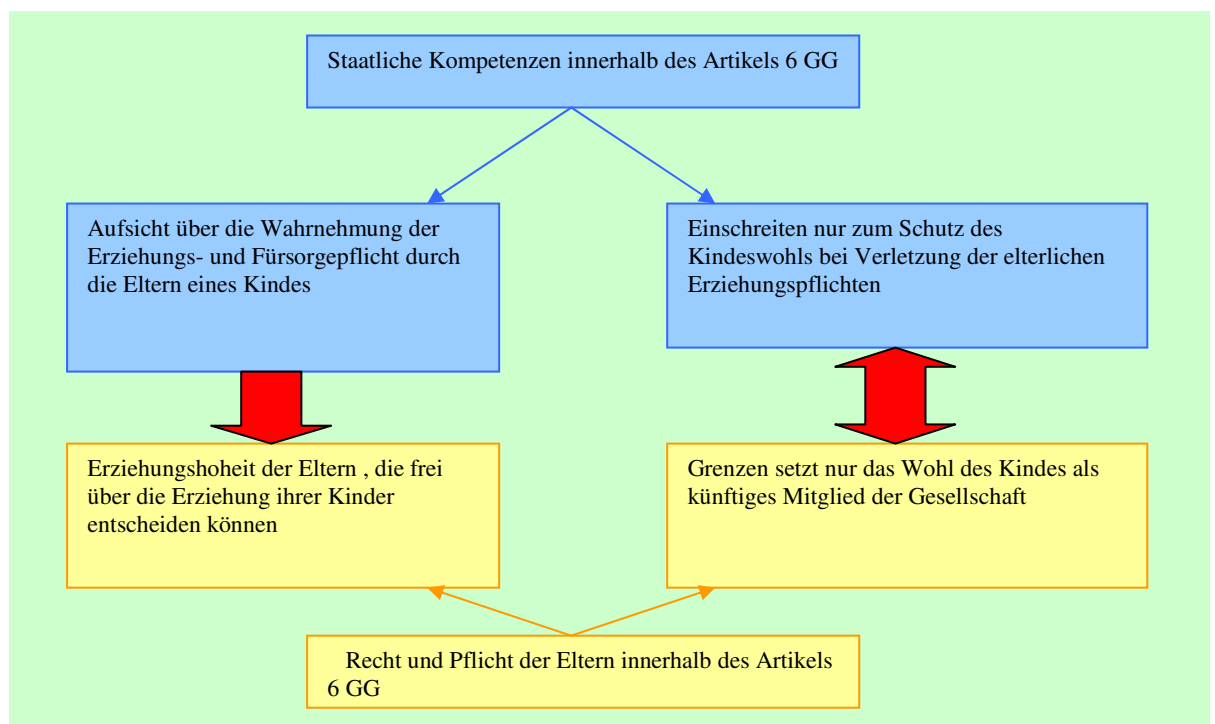 Staatliche Kompetenzen innerhalb des Artikels 6 GG
Aufsicht über die Wahrnehmung der
Erziehungs- und Fürsorgepflicht durch
die Eltern eines Kindes
Einschreiten nur zum Schutz des
Kindeswohls bei Verletzung der elterlichen
Erziehungspflichten
Erziehungshoheit der Eltern , die frei
über die Erziehung ihrer Kinder
entscheiden können
Grenzen setzt nur das Wohl des Kindes als
künftiges Mitglied der Gesellschaft
Recht und Pflicht der Eltern innerhalb des Artikels
6 GG